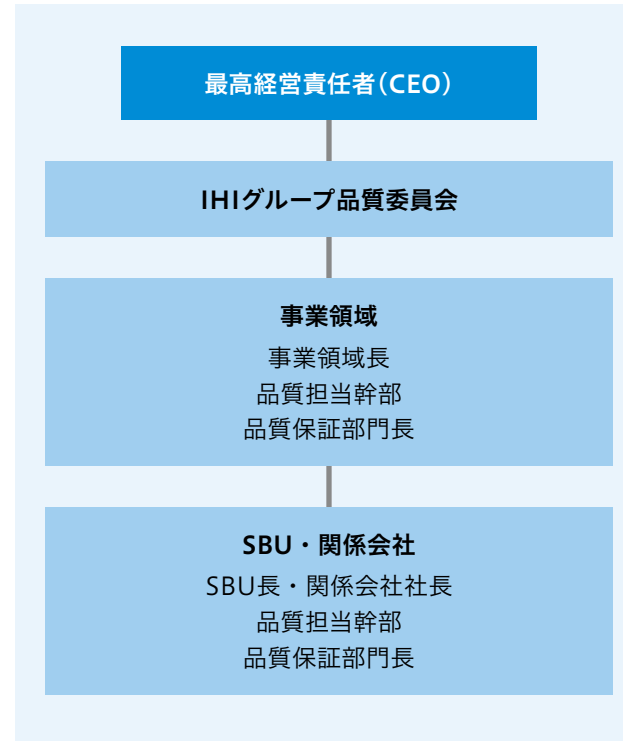 最高経営責任者（CEO）
IHIグループ品質委員会
事業領域
事業領域長
品質担当幹部
品質保証部門長
SBU・関係会社
SBU長・関係会社社長
品質担当幹部
品質保証部門長